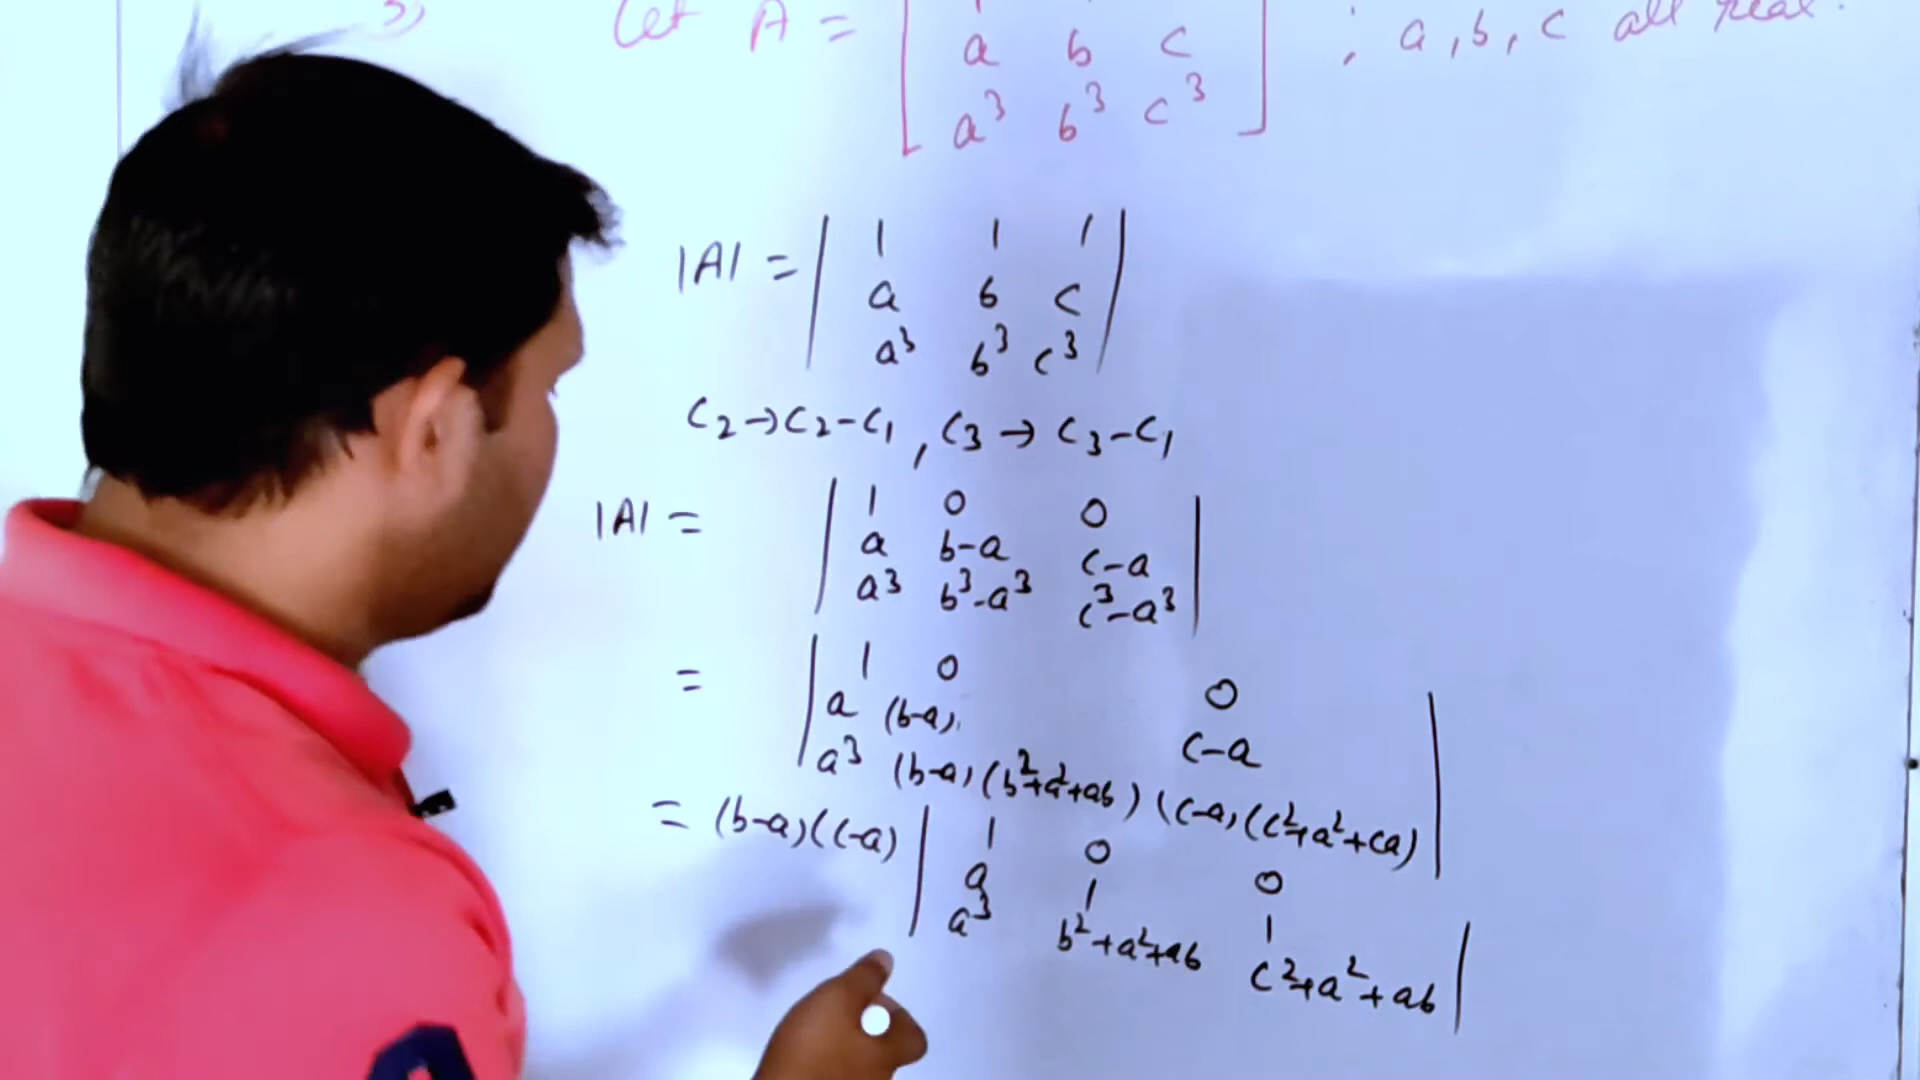 3) Let A = [ ; a, b, c all real.
a b c
a³ b³ c³ ]
|A| = | 1 1 1 |
a b c
a³ b³ c³
C₂→C₂-C₁, C₃→C₃-C₁
|A| = | 1 0 0 |
a b-a c-a
a³ b³-a³ c³-a³
= | 1 0 0 |
a (b-a) c-a
a³ (b-a)(b²+a²+ab) (c-a)(c²+a²+ca)
= (b-a)(c-a) | 1 0 0 |
a 1 1
a³ b²+a²+ab c²+a²+ab